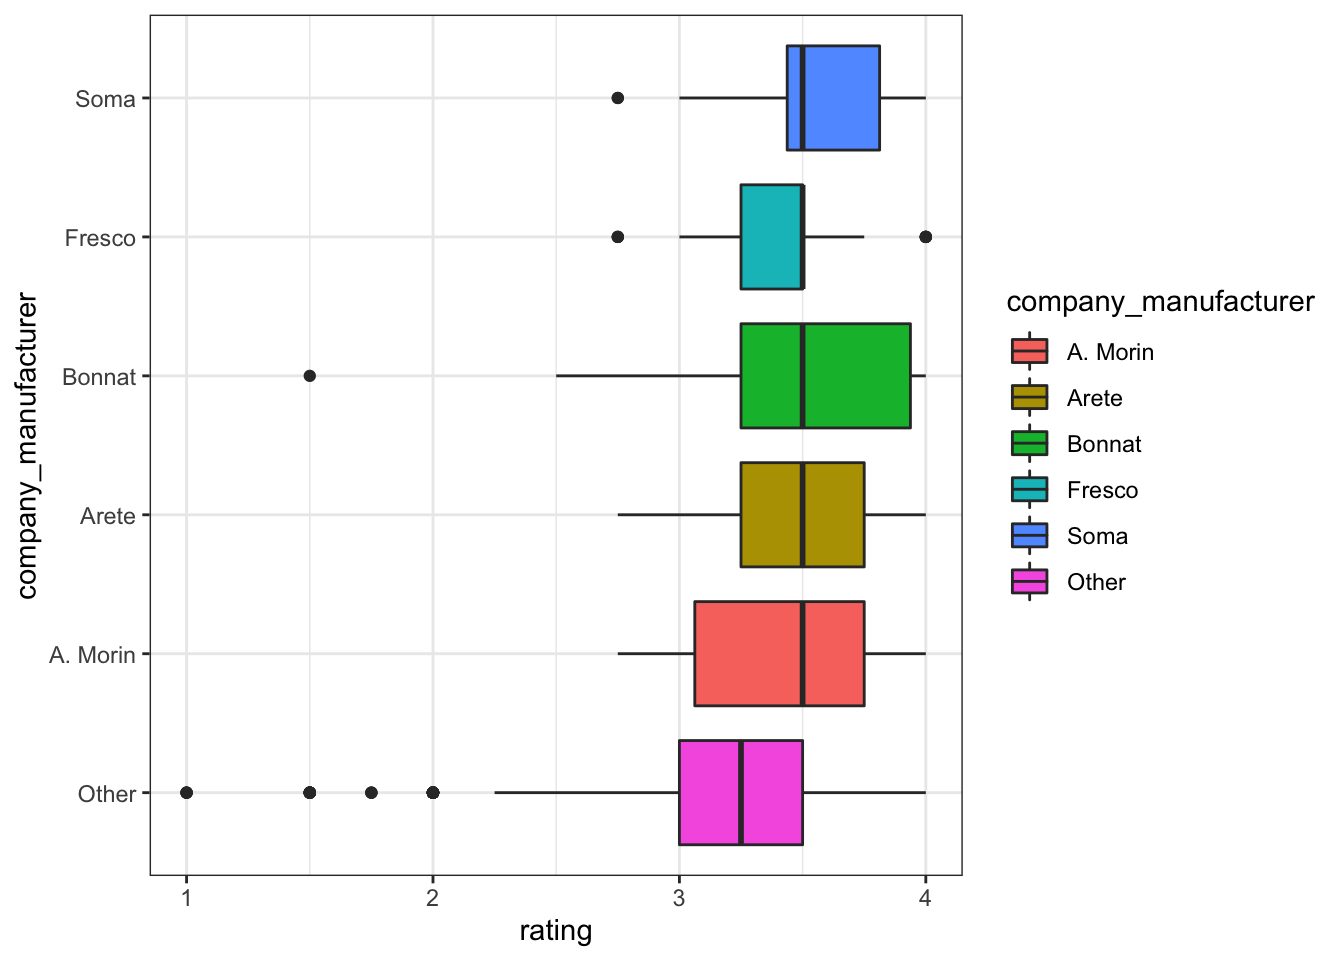 company_manufacturer
Soma
Fresco
Bonnat
Arete
A. Morin
Other
1 2 3 4
rating
company_manufacturer
A. Morin
Arete
Bonnat
Fresco
Soma
Other